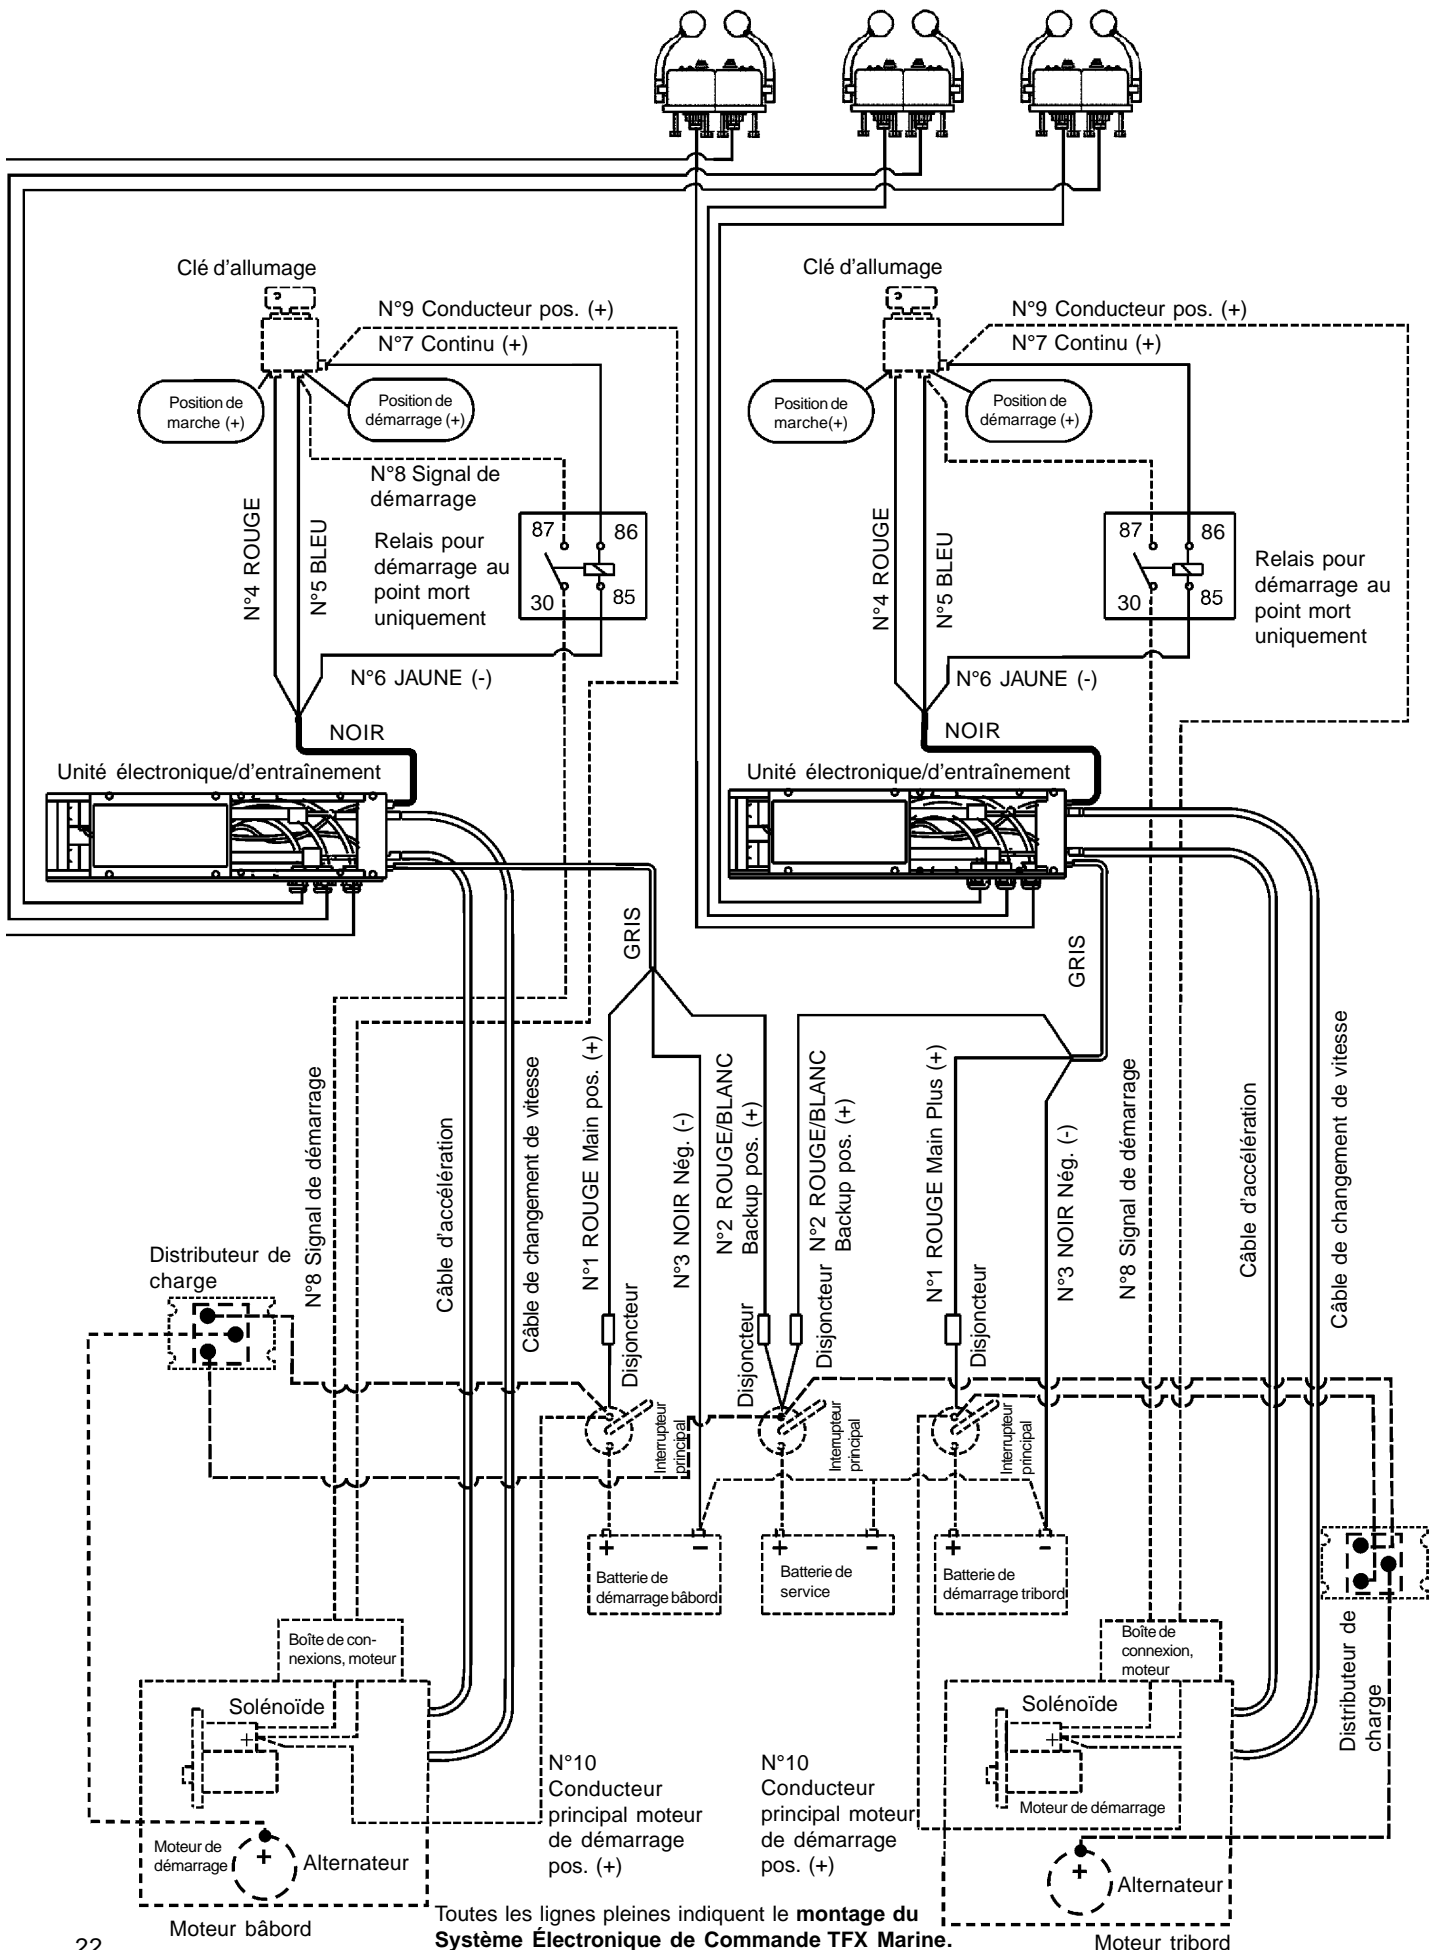 Clé d'allumage
Clé d'allumage
N°9 Conducteur pos. (+)
N°7 Continu (+)
N°9 Conducteur pos. (+)
N°7 Continu (+)
Position de
marche (+)
Position de
démarrage (+)
Position de
marche(+)
Position de
démarrage (+)
N°8 Signal de
démarrage
N°4 ROUGE
N°5 BLEU
Relais pour
démarrage au
point mort
uniquement
87
86
30
85
N°4 ROUGE
N°5 BLEU
87
86
30
85
Relais pour
démarrage au
point mort
uniquement
N°6 JAUNE (-)
N°6 JAUNE (-)
NOIR
NOIR
Unité électronique/d'entraînement
Unité électronique/d'entraînement
GRIS
GRIS
N°8 Signal de démarrage
Câble d'accélération
Câble de changement de vitesse
N°1 ROUGE Main pos. (+)
N°3 NOIR Nég. (-)
N°2 ROUGE/BLANC
Backup pos. (+)
N°2 ROUGE/BLANC
Backup pos. (+)
N°1 ROUGE Main Plus (+)
N°3 NOIR Nég. (-)
N°8 Signal de démarrage
Câble d'accélération
Câble de changement de vitesse
Distributeur de
charge
Disjoncteur
Disjoncteur
Disjoncteur
Disjoncteur
Interrupteur
principal
Interrupteur
principal
Interrupteur
principal
+ -
Batterie de
démarrage bâbord
+ -
Batterie de
service
+ -
Batterie de
démarrage tribord
Distributeur de
charge
Boîte de con-
nexions, moteur
Boîte de
connexion,
moteur
Solénoïde
+
Solénoïde
+
N°10
Conducteur
principal moteur
de démarrage
pos. (+)
N°10
Conducteur
principal moteur
de démarrage
pos. (+)
Moteur de démarrage
Moteur de
démarrage
+
Alternateur
+
Alternateur
Moteur bâbord
Toutes les lignes pleines indiquent le montage du
Système Électronique de Commande TFX Marine.
Moteur tribord
22